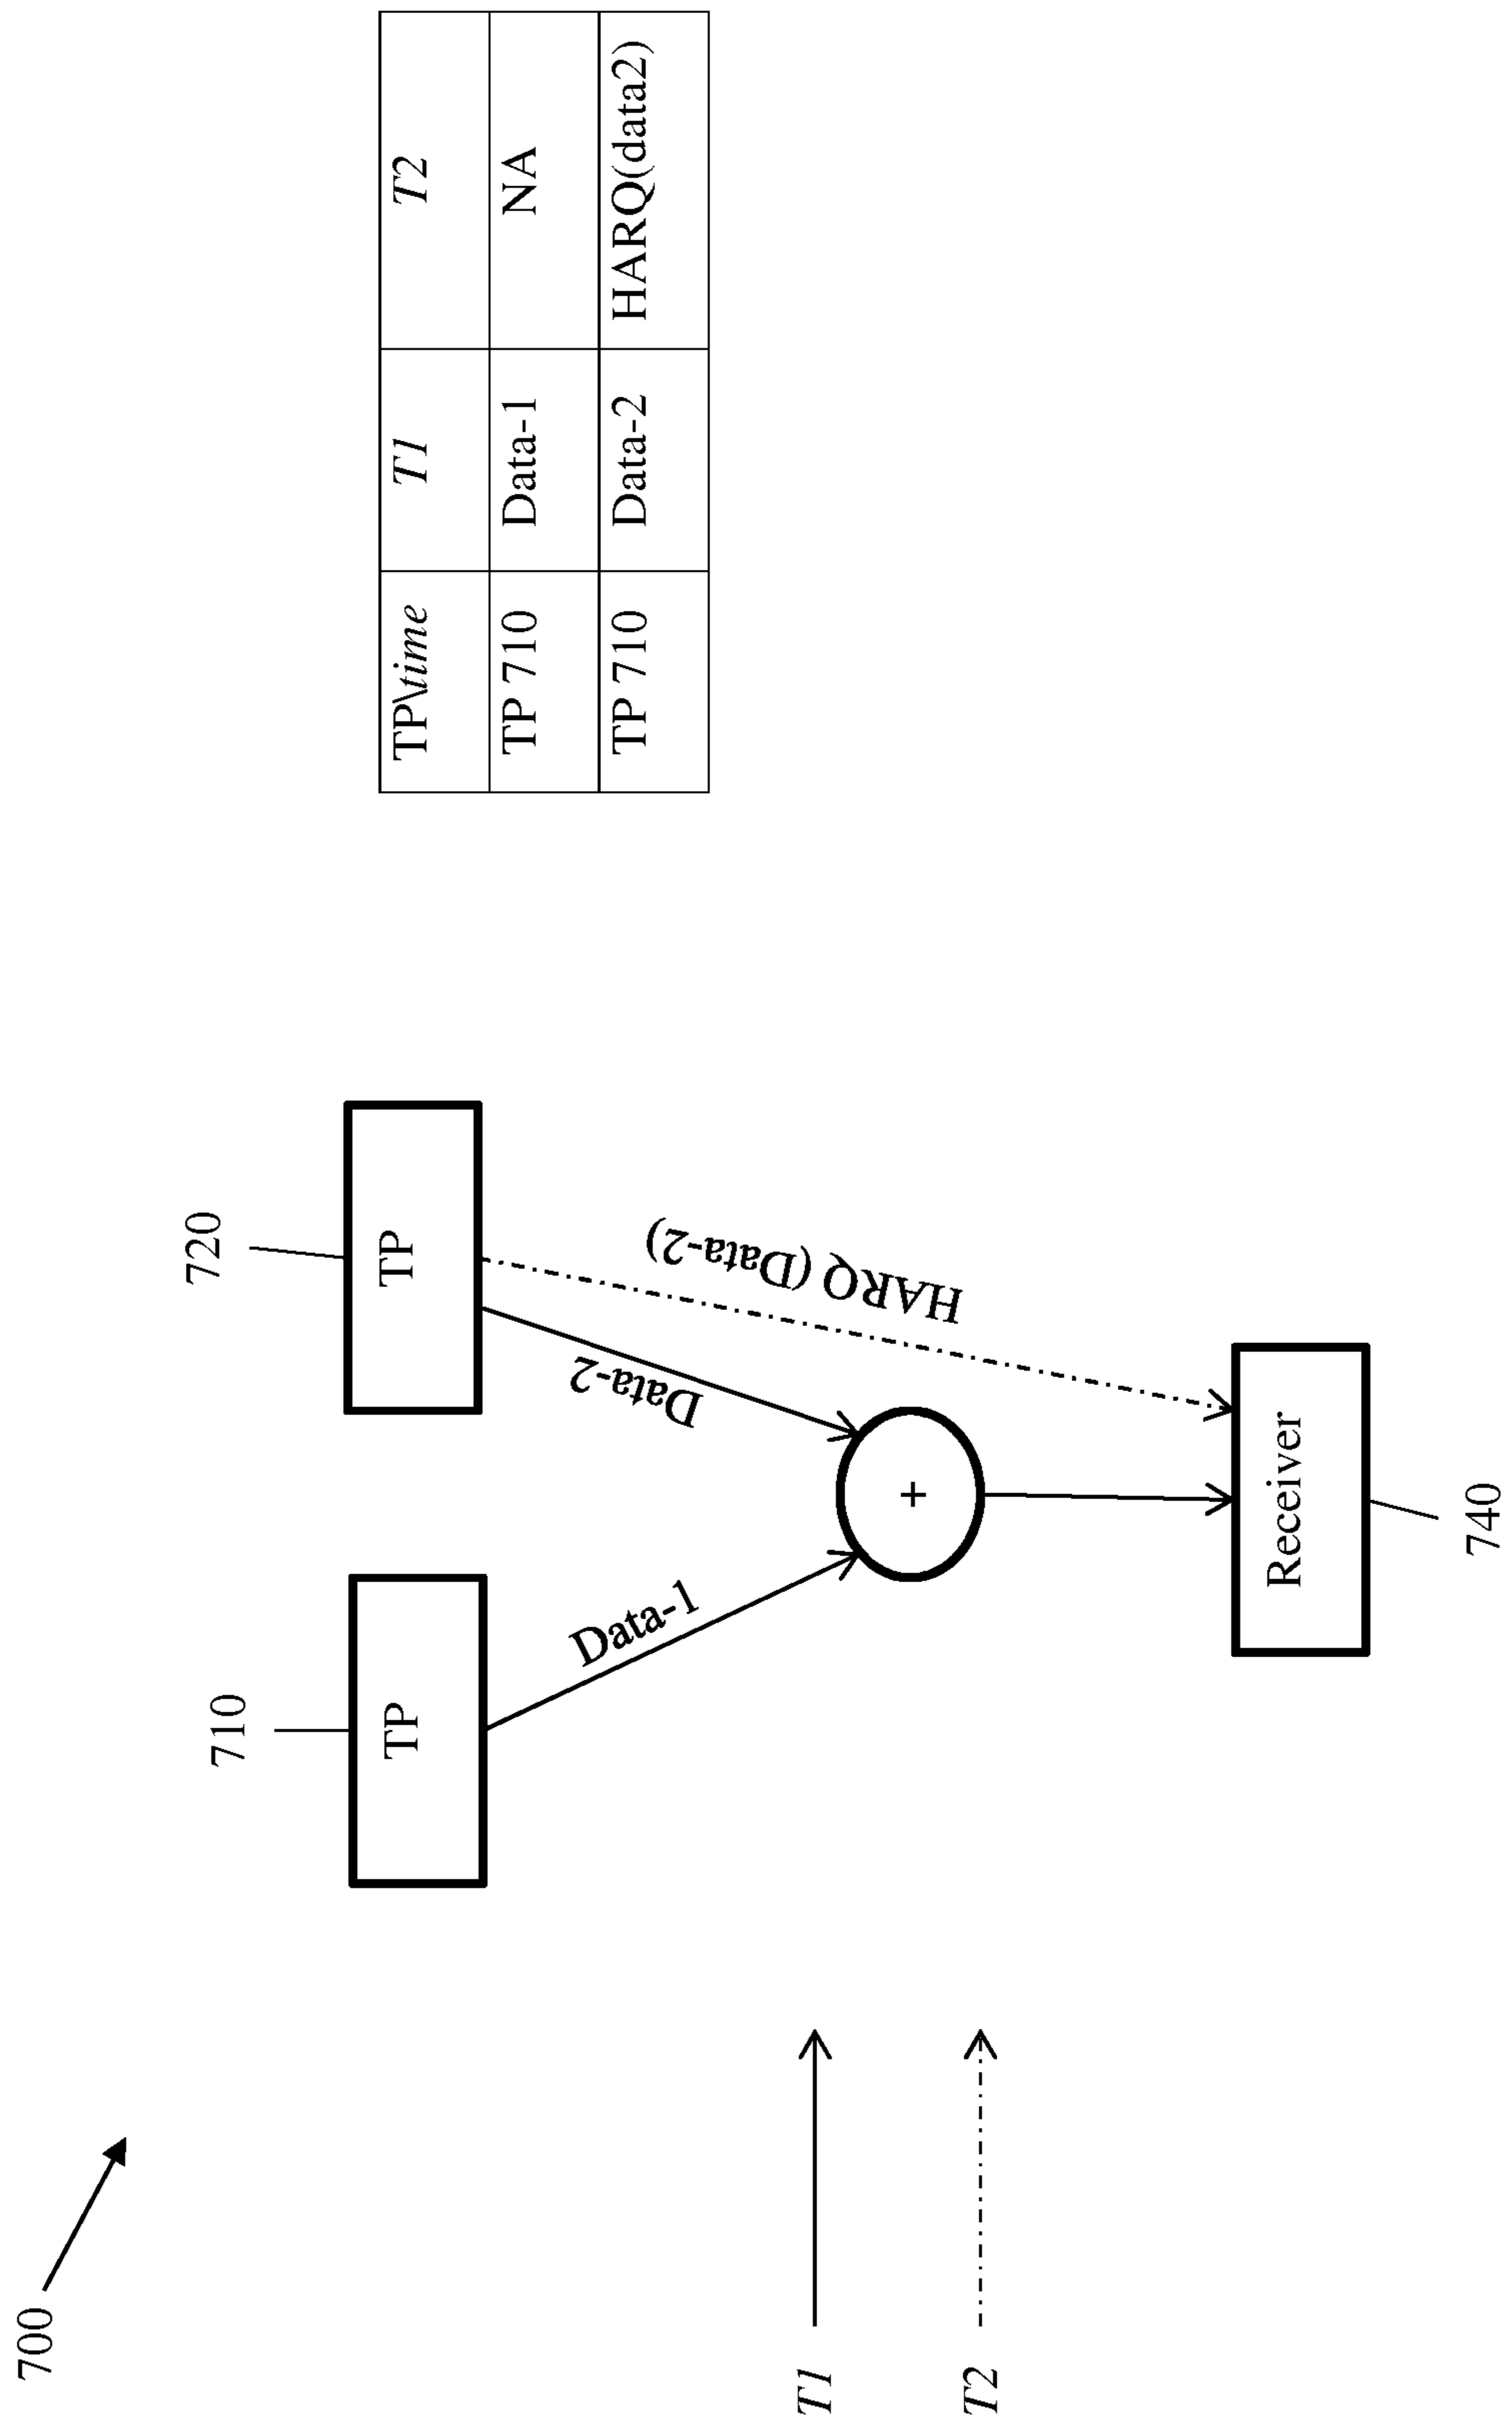 700
T1
T2
710
TP
Data-1
720
TP
Data-2
HARQ (Data-2)
+
Receiver
740
TP\time T1 T2
TP 710 Data-1 NA
TP 710 Data-2 HARQ(data2)